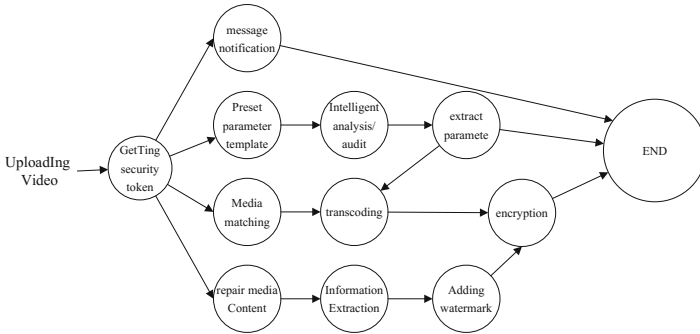 message
notification
Preset
parameter
template
Intelligent
analysis/
audit
extract
paramete
GetTing
security
token
UploadIng
Video
END
Media
matching
transcoding
encryption
repair media
Content
Information
Extraction
Adding
watermark